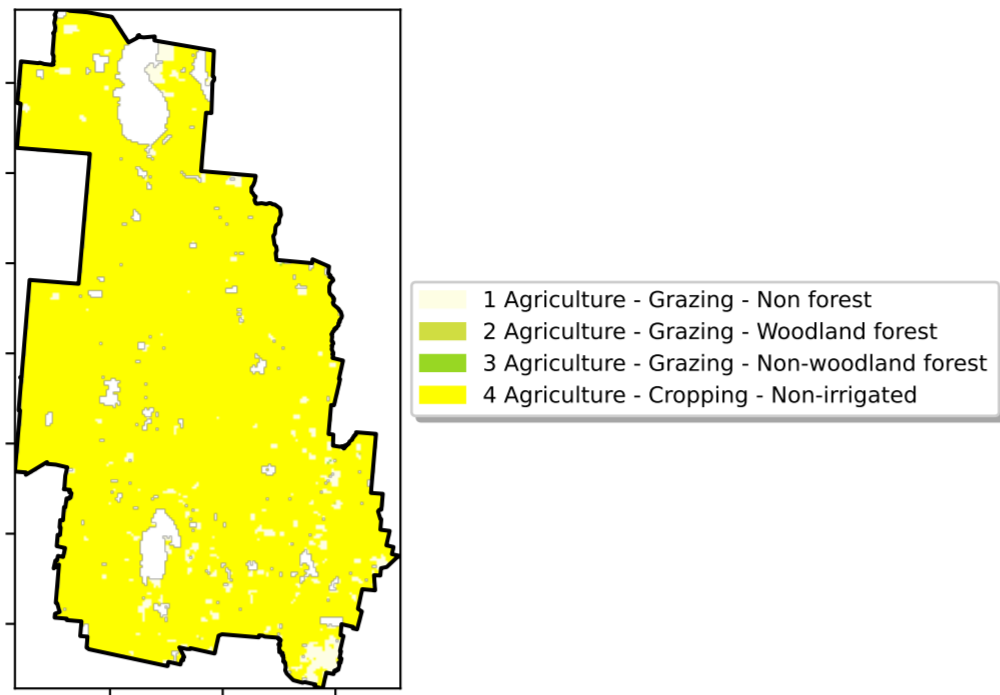 1 Agriculture - Grazing - Non forest
2 Agriculture - Grazing - Woodland forest
3 Agriculture - Grazing - Non-woodland forest
4 Agriculture - Cropping - Non-irrigated